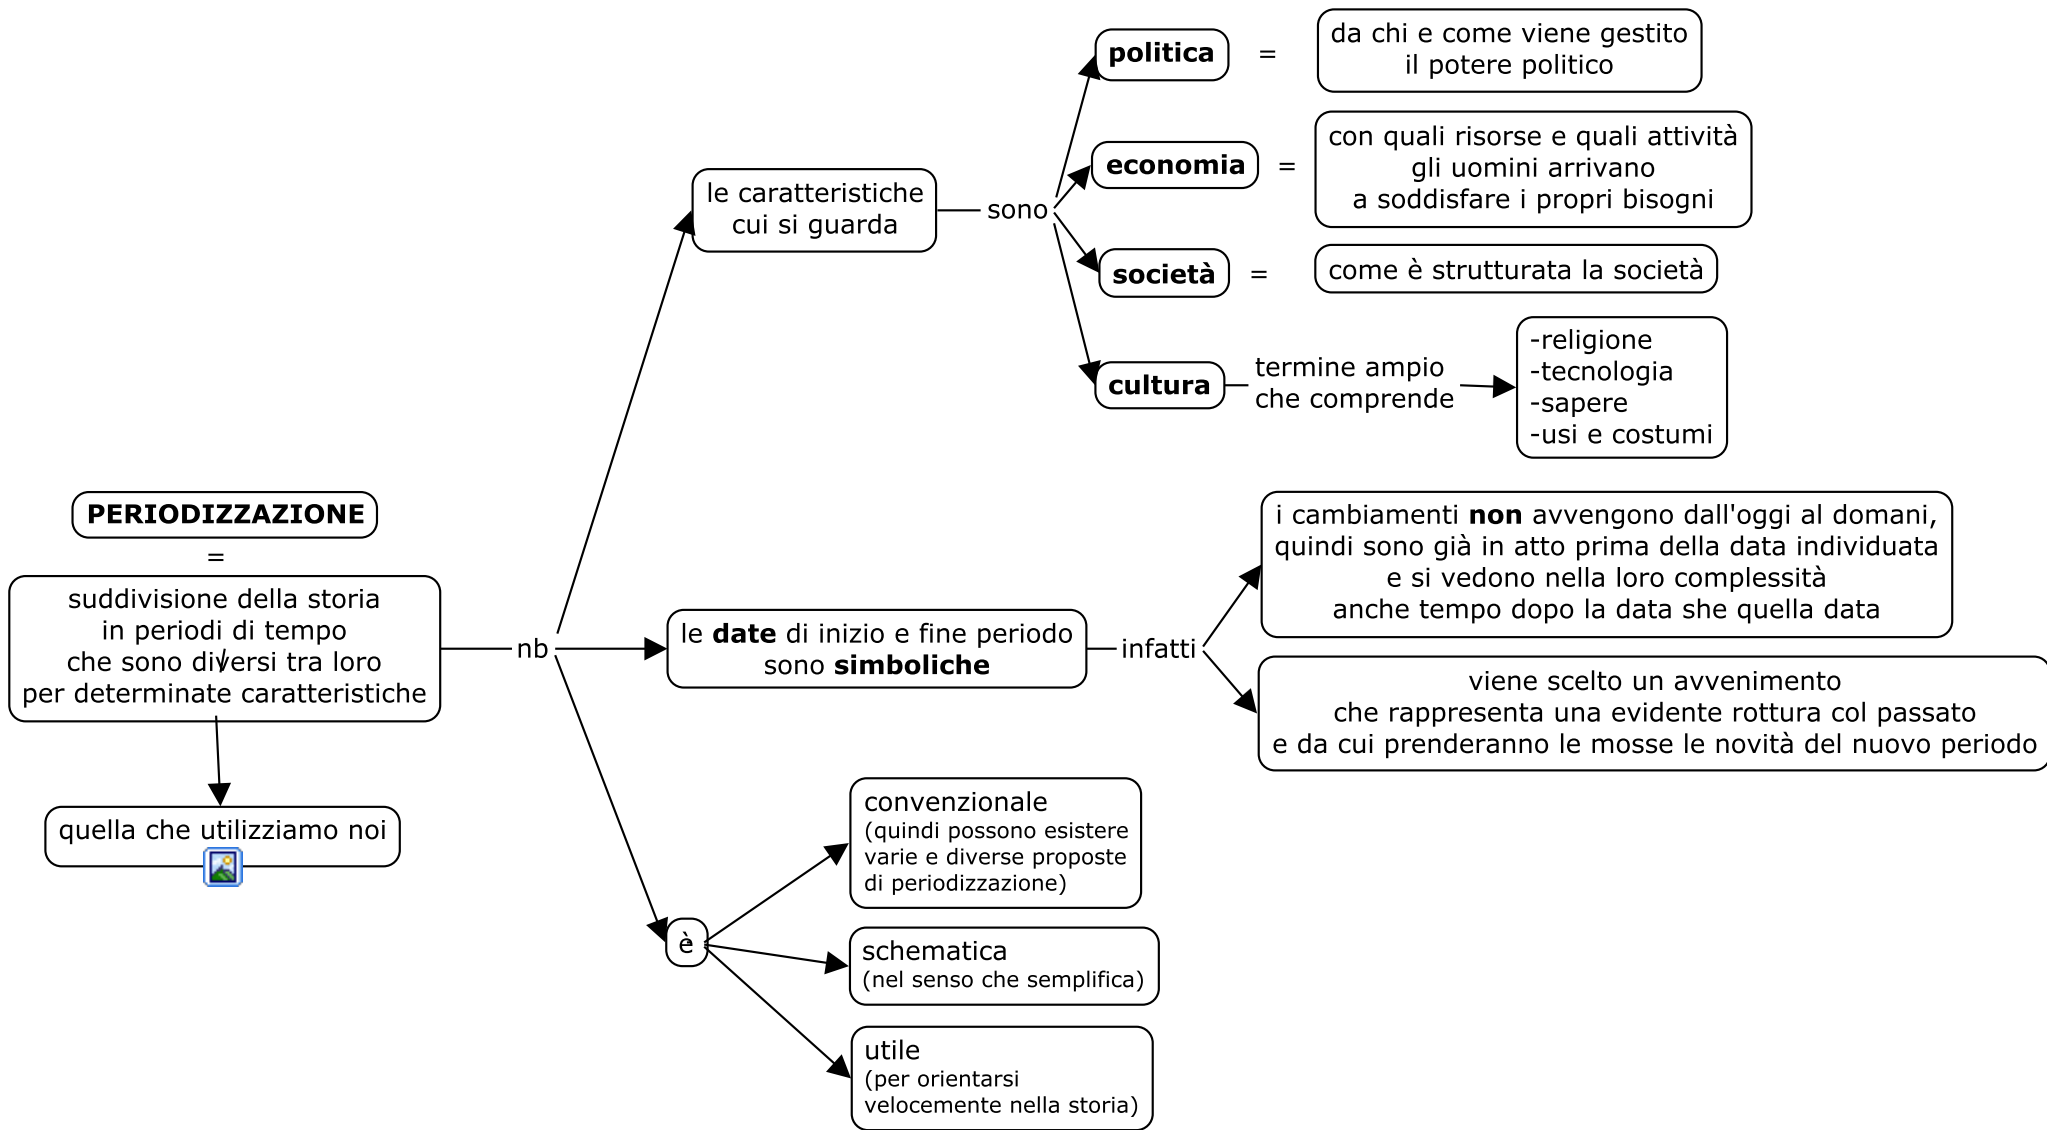 PERIODIZZAZIONE
=
suddivisione della storia
in periodi di tempo
che sono diversi tra loro
per determinate caratteristiche
quella che utilizziamo noi
nb
le caratteristiche
cui si guarda
sono
politica
=
da chi e come viene gestito
il potere politico
economia
=
con quali risorse e quali attività
gli uomini arrivano
a soddisfare i propri bisogni
società
=
come è strutturata la società
cultura
termine ampio
che comprende
-religione
-tecnologia
-sapere
-usi e costumi
le date di inizio e fine periodo
sono simboliche
infatti
i cambiamenti non avvengono dall'oggi al domani,
quindi sono già in atto prima della data individuata
e si vedono nella loro complessità
anche tempo dopo la data she quella data
viene scelto un avvenimento
che rappresenta una evidente rottura col passato
e da cui prenderanno le mosse le novità del nuovo periodo
è
convenzionale
(quindi possono esistere
varie e diverse proposte
di periodizzazione)
schematica
(nel senso che semplifica)
utile
(per orientarsi
velocemente nella storia)